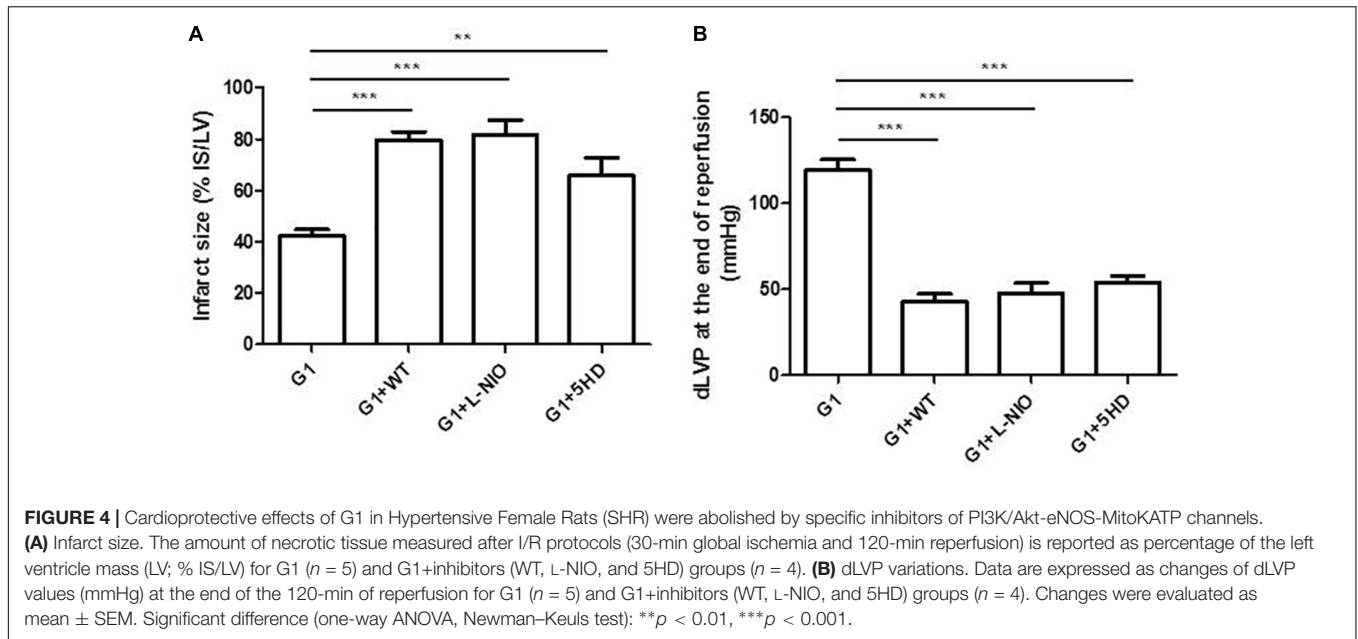 A
**
***
***
Infarct size (% IS/LV)
100
80
60
40
20
0
G1
G1+WT
G1+L-NIO
G1+5HD
B
***
***
***
dLVP at the end of reperfusion
(mmHg)
150
100
50
0
G1
G1+WT
G1+L-NIO
G1+5HD
FIGURE 4 | Cardioprotective effects of G1 in Hypertensive Female Rats (SHR) were abolished by specific inhibitors of PI3K/Akt-eNOS-MitoKATP channels.
(A) Infarct size. The amount of necrotic tissue measured after I/R protocols (30-min global ischemia and 120-min reperfusion) is reported as percentage of the left
ventricle mass (LV; % IS/LV) for G1 (n = 5) and G1+inhibitors (WT, L-NIO, and 5HD) groups (n = 4). (B) dLVP variations. Data are expressed as changes of dLVP
values (mmHg) at the end of the 120-min of reperfusion for G1 (n = 5) and G1+inhibitors (WT, L-NIO, and 5HD) groups (n = 4). Changes were evaluated as
mean ± SEM. Significant difference (one-way ANOVA, Newman–Keuls test): **p < 0.01, ***p < 0.001.